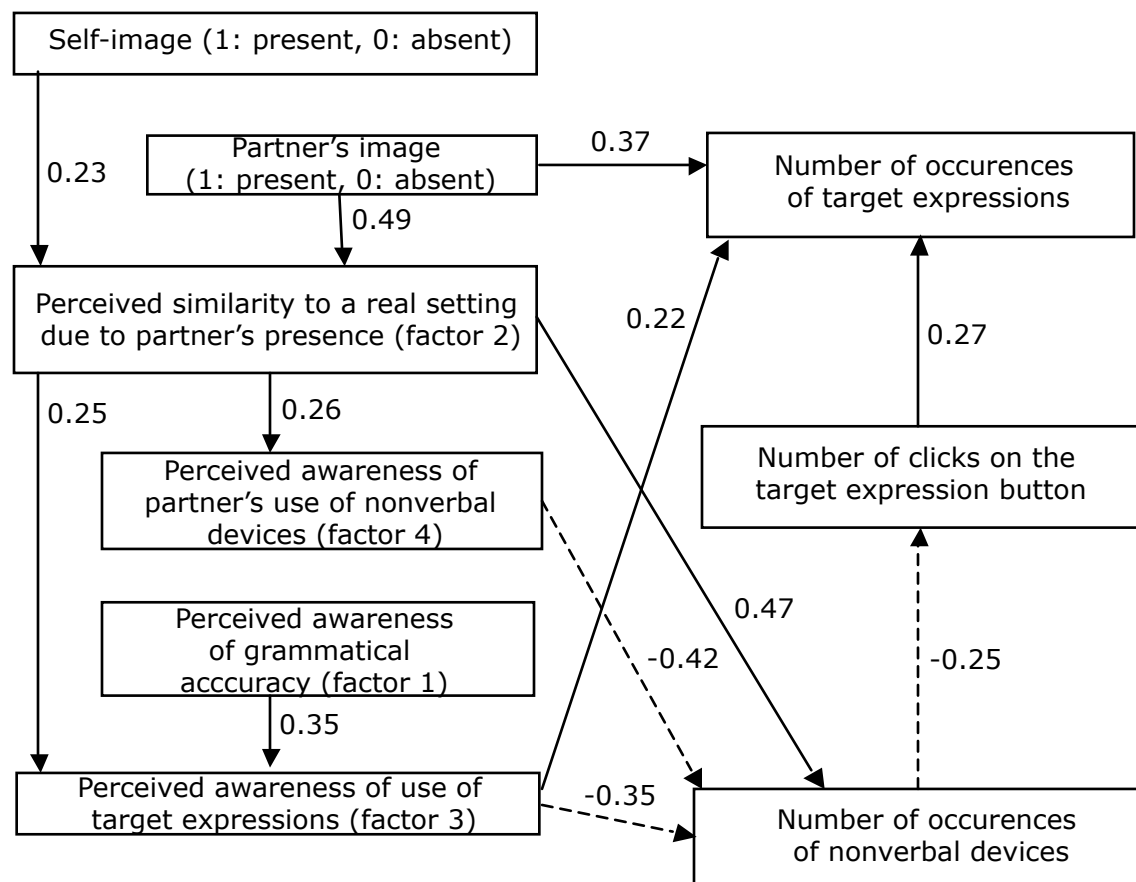 Self-image (1: present, 0: absent)
0.23
Partner's image
(1: present, 0: absent)
0.37
0.49
Number of occurences
of target expressions
Perceived similarity to a real setting
due to partner's presence (factor 2)
0.22
0.27
0.25
0.26
Perceived awareness of
partner's use of nonverbal
devices (factor 4)
Number of clicks on the
target expression button
Perceived awareness
of grammatical
acccuracy (factor 1)
0.47
-0.42
-0.25
0.35
Perceived awareness of use of
target expressions (factor 3)
-0.35
Number of occurences
of nonverbal devices